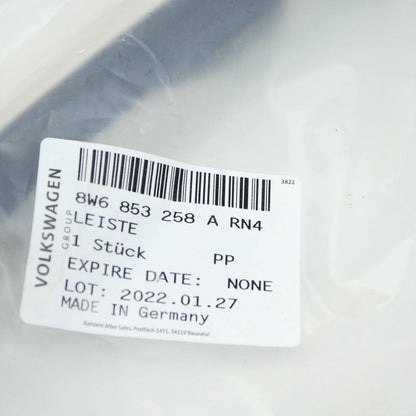 3822
VOLKSWAGEN
GROUP
8W6 853 258 A RN4
LEISTE
1 Stück PP
EXPIRE DATE: NONE
LOT: 2022.01.27
MADE IN Germany
Konzern After Sales, Postfach 1451, 34219 Baunatal